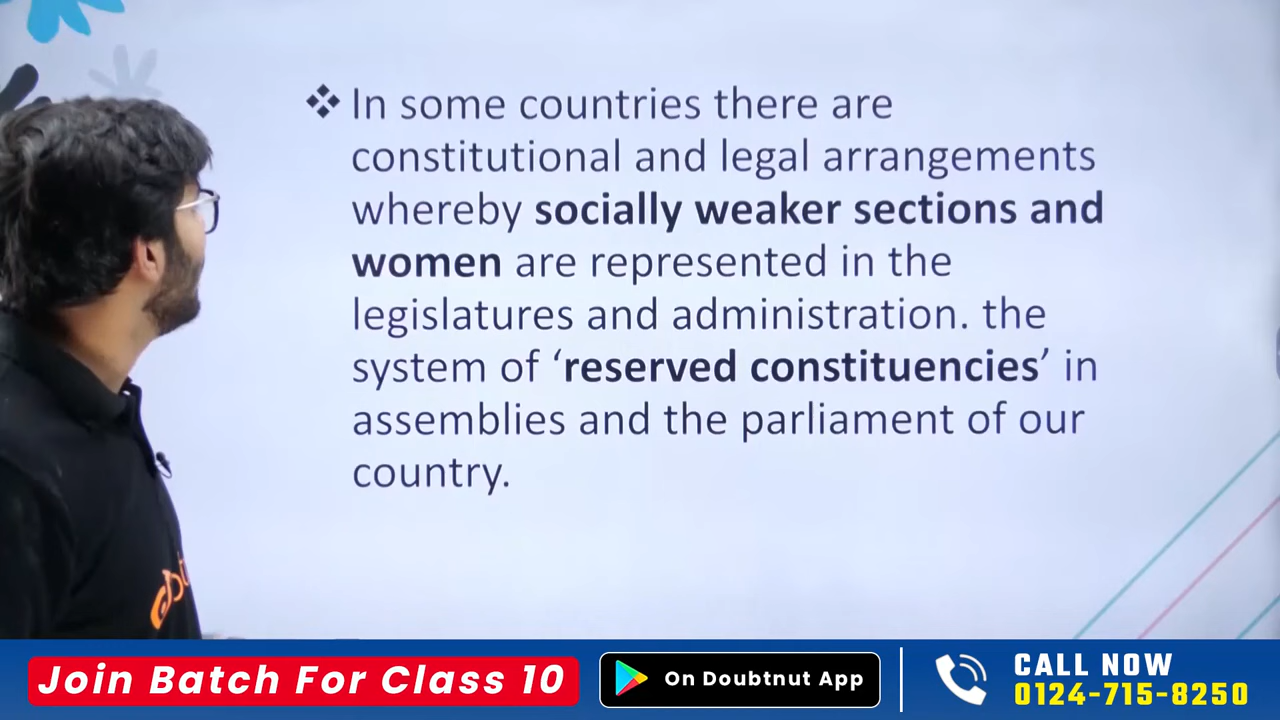 ❖ In some countries there are
constitutional and legal arrangements
whereby socially weaker sections and
women are represented in the
legislatures and administration. the
system of ‘reserved constituencies’ in
assemblies and the parliament of our
country.
Join Batch For Class 10
On Doubtnut App
CALL NOW
0124-715-8250